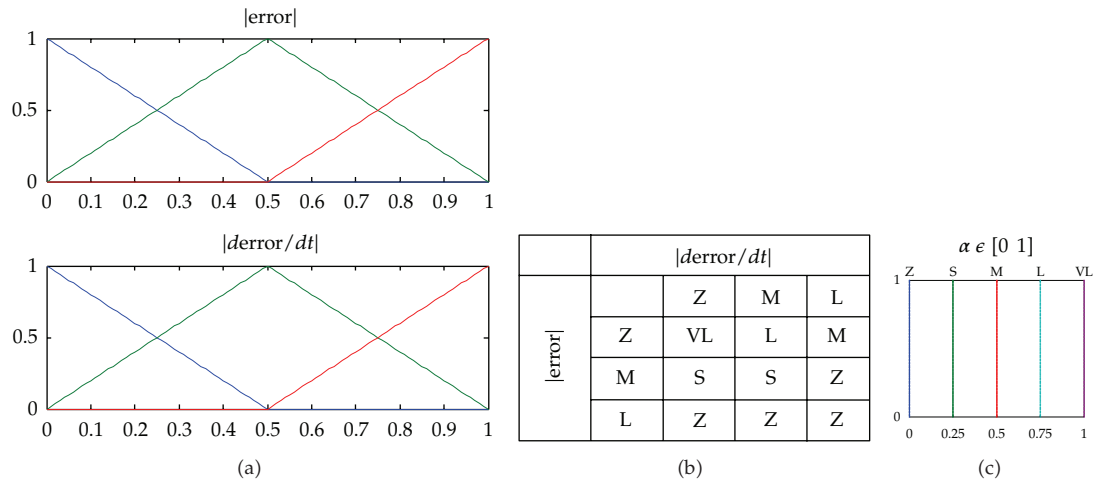 |error|
1
0.5
0
0 0.1 0.2 0.3 0.4 0.5 0.6 0.7 0.8 0.9 1
|derror/dt|
1
0.5
0
0 0.1 0.2 0.3 0.4 0.5 0.6 0.7 0.8 0.9 1
(a)
|derror/dt|
|error|
Z M L
Z VL L M
M S S Z
L Z Z Z
(b)
α ϵ [0 1]
Z S M L VL
1
0
0 0.25 0.5 0.75 1
(c)